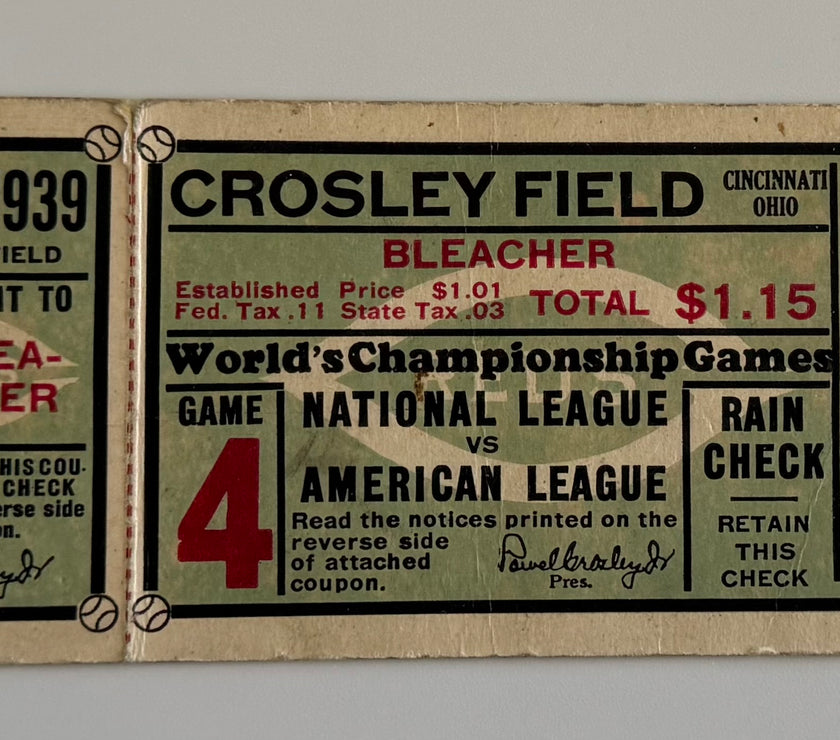 939
IELD
T TO
EA-
ER
HIS COU-
CHECK
erse side
n.
CROSLEY FIELD CINCINNATI
OHIO
BLEACHER
Established Price $1.01
Fed. Tax .11 State Tax .03
TOTAL $1.15
World's Championship Games
REDS
GAME
4
NATIONAL LEAGUE
VS
AMERICAN LEAGUE
Read the notices printed on the
reverse side
of attached
coupon.
Powel Crosley Jr
Pres.
RAIN
CHECK
RETAIN
THIS
CHECK